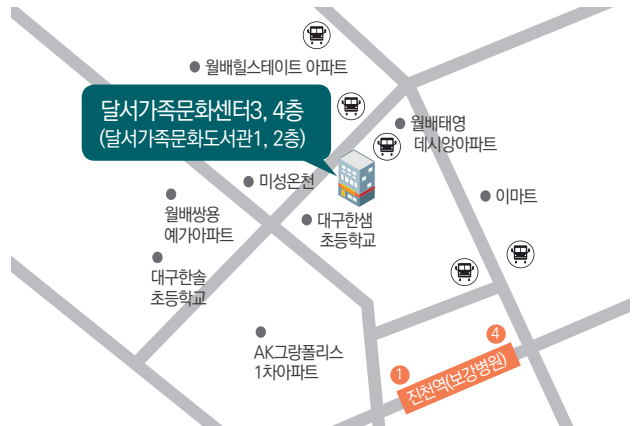 월배힐스테이트 아파트
달서가족문화센터3, 4층
(달서가족문화도서관1, 2층)
월배태영
데시앙아파트
미성온천
이마트
월배쌍용
예가아파트
대구한샘
초등학교
대구한솔
초등학교
AK그랑폴리스
1차아파트
4
1
진천역(보강병원)